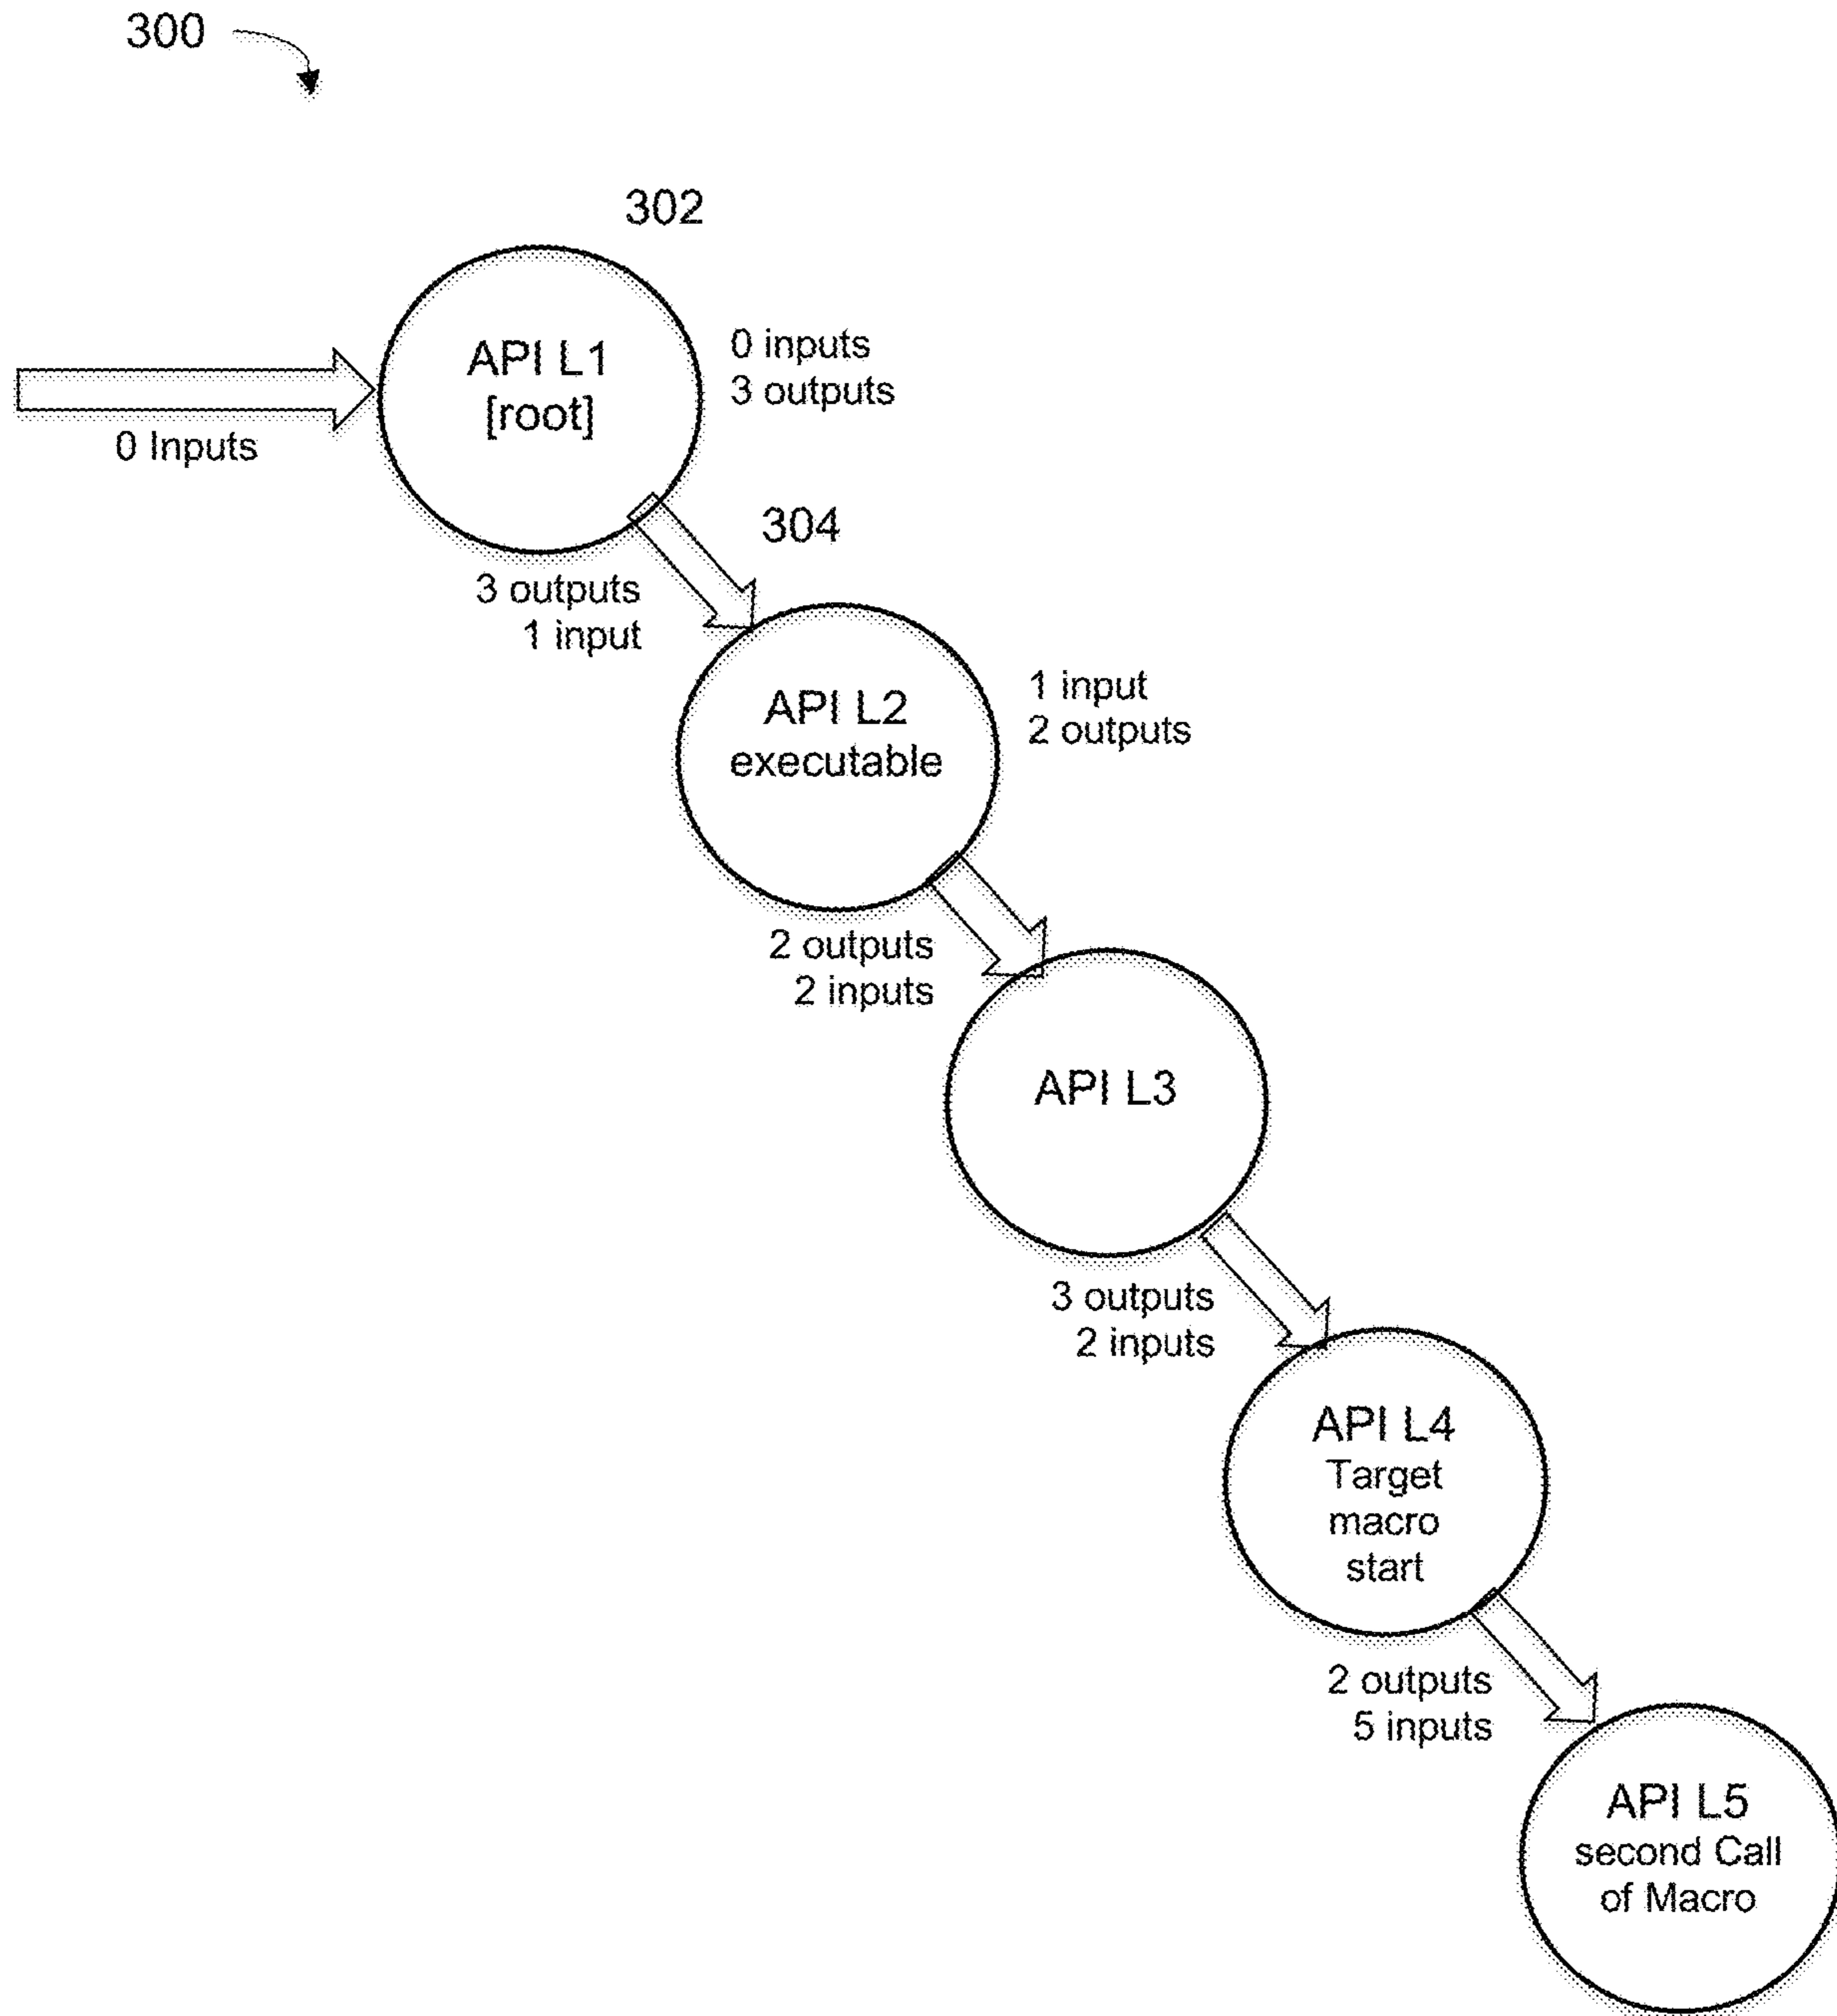 300
302
API L1
[root]
0 inputs
3 outputs
0 Inputs
304
3 outputs
1 input
API L2
executable
1 input
2 outputs
2 outputs
2 inputs
API L3
3 outputs
2 inputs
API L4
Target
macro
start
2 outputs
5 inputs
API L5
second Call
of Macro